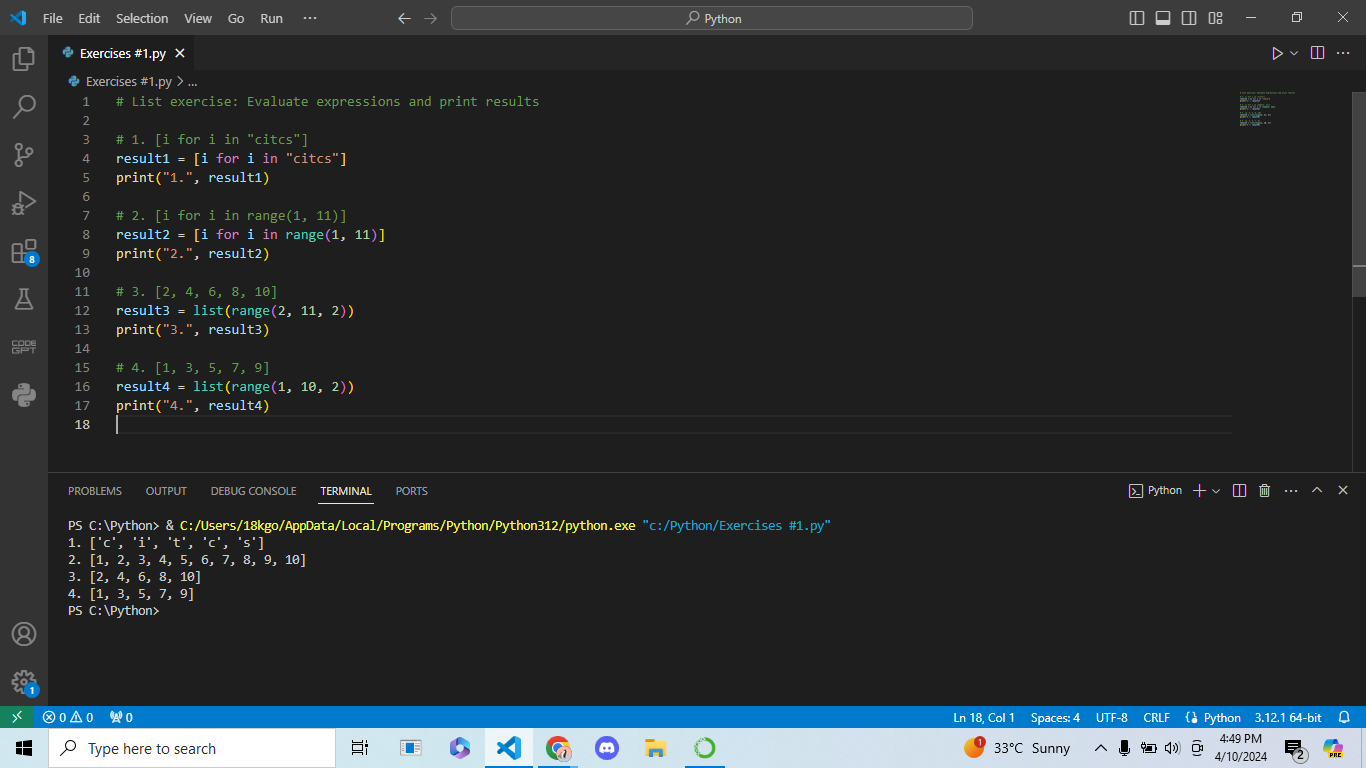 File Edit Selection View Go Run ···
Python
Exercises #1.py
Exercises #1.py > ...
1 # List exercise: Evaluate expressions and print results
2
3 # 1. [i for i in "citcs"]
4 result1 = [i for i in "citcs"]
5 print("1.", result1)
6
7 # 2. [i for i in range(1, 11)]
8 result2 = [i for i in range(1, 11)]
9 print("2.", result2)
10
11 # 3. [2, 4, 6, 8, 10]
12 result3 = list(range(2, 11, 2))
13 print("3.", result3)
14
15 # 4. [1, 3, 5, 7, 9]
16 result4 = list(range(1, 10, 2))
17 print("4.", result4)
18
8
CODE
GPT
PROBLEMS OUTPUT DEBUG CONSOLE TERMINAL PORTS
Python
PS C:\Python> & C:/Users/18kgo/AppData/Local/Programs/Python/Python312/python.exe "c:/Python/Exercises #1.py"
1. ['c', 'i', 't', 'c', 's']
2. [1, 2, 3, 4, 5, 6, 7, 8, 9, 10]
3. [2, 4, 6, 8, 10]
4. [1, 3, 5, 7, 9]
PS C:\Python>
1
0 0 0
Ln 18, Col 1 Spaces: 4 UTF-8 CRLF Python 3.12.1 64-bit
Type here to search
1
33°C Sunny
4:49 PM
4/10/2024
2
PRE